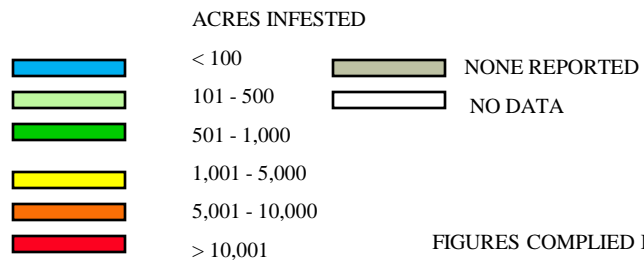 ACRES INFESTED
< 100
NONE REPORTED
101 - 500
NO DATA
501 - 1,000
1,001 - 5,000
5,001 - 10,000
> 10,001
FIGURES COMPLIED